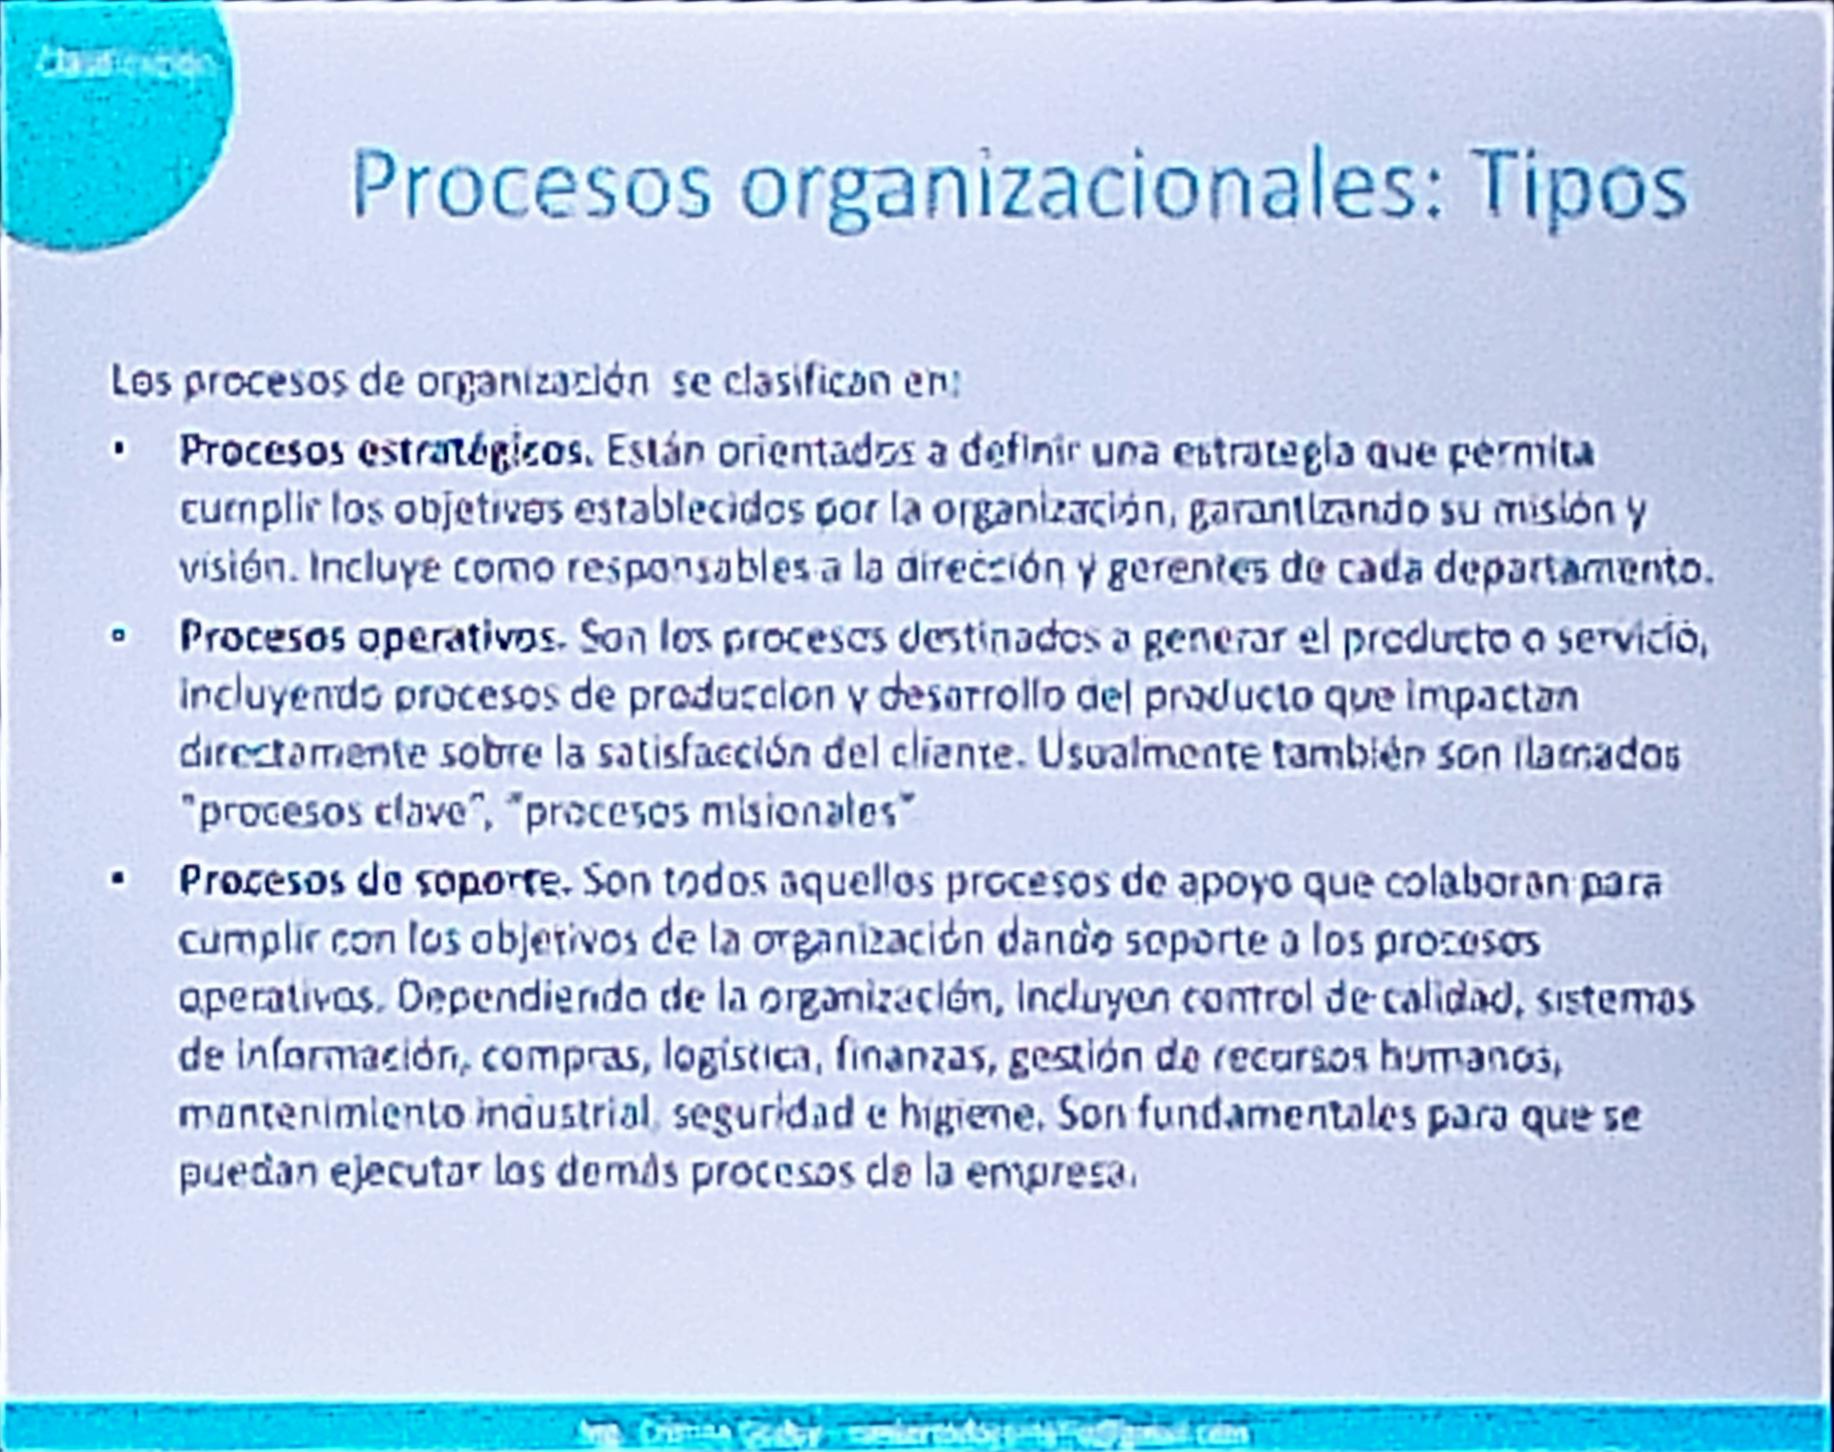 Clasificación
Procesos organizacionales: Tipos
Los procesos de organización se clasifican en:
• Procesos estratégicos. Están orientados a definir una estrategia que permita
cumplir los objetivos establecidos por la organización, garantizando su misión y
visión. Incluye como responsables a la dirección y gerentes de cada departamento.
• Procesos operativos. Son los procesos destinados a generar el producto o servicio,
incluyendo procesos de produccion y desarrollo del producto que impactan
directamente sobre la satisfacción del cliente. Usualmente también son llamados
"procesos clave", "procesos misionales"
• Procesos de soporte. Son todos aquellos procesos de apoyo que colaboran para
cumplir con los objetivos de la organización dando soporte a los procesos
operativos. Dependiendo de la organización, incluyen control de calidad, sistemas
de información, compras, logística, finanzas, gestión de recursos humanos,
mantenimiento industrial, seguridad e higiene. Son fundamentales para que se
puedan ejecutar los demás procesos de la empresa.
Ing.